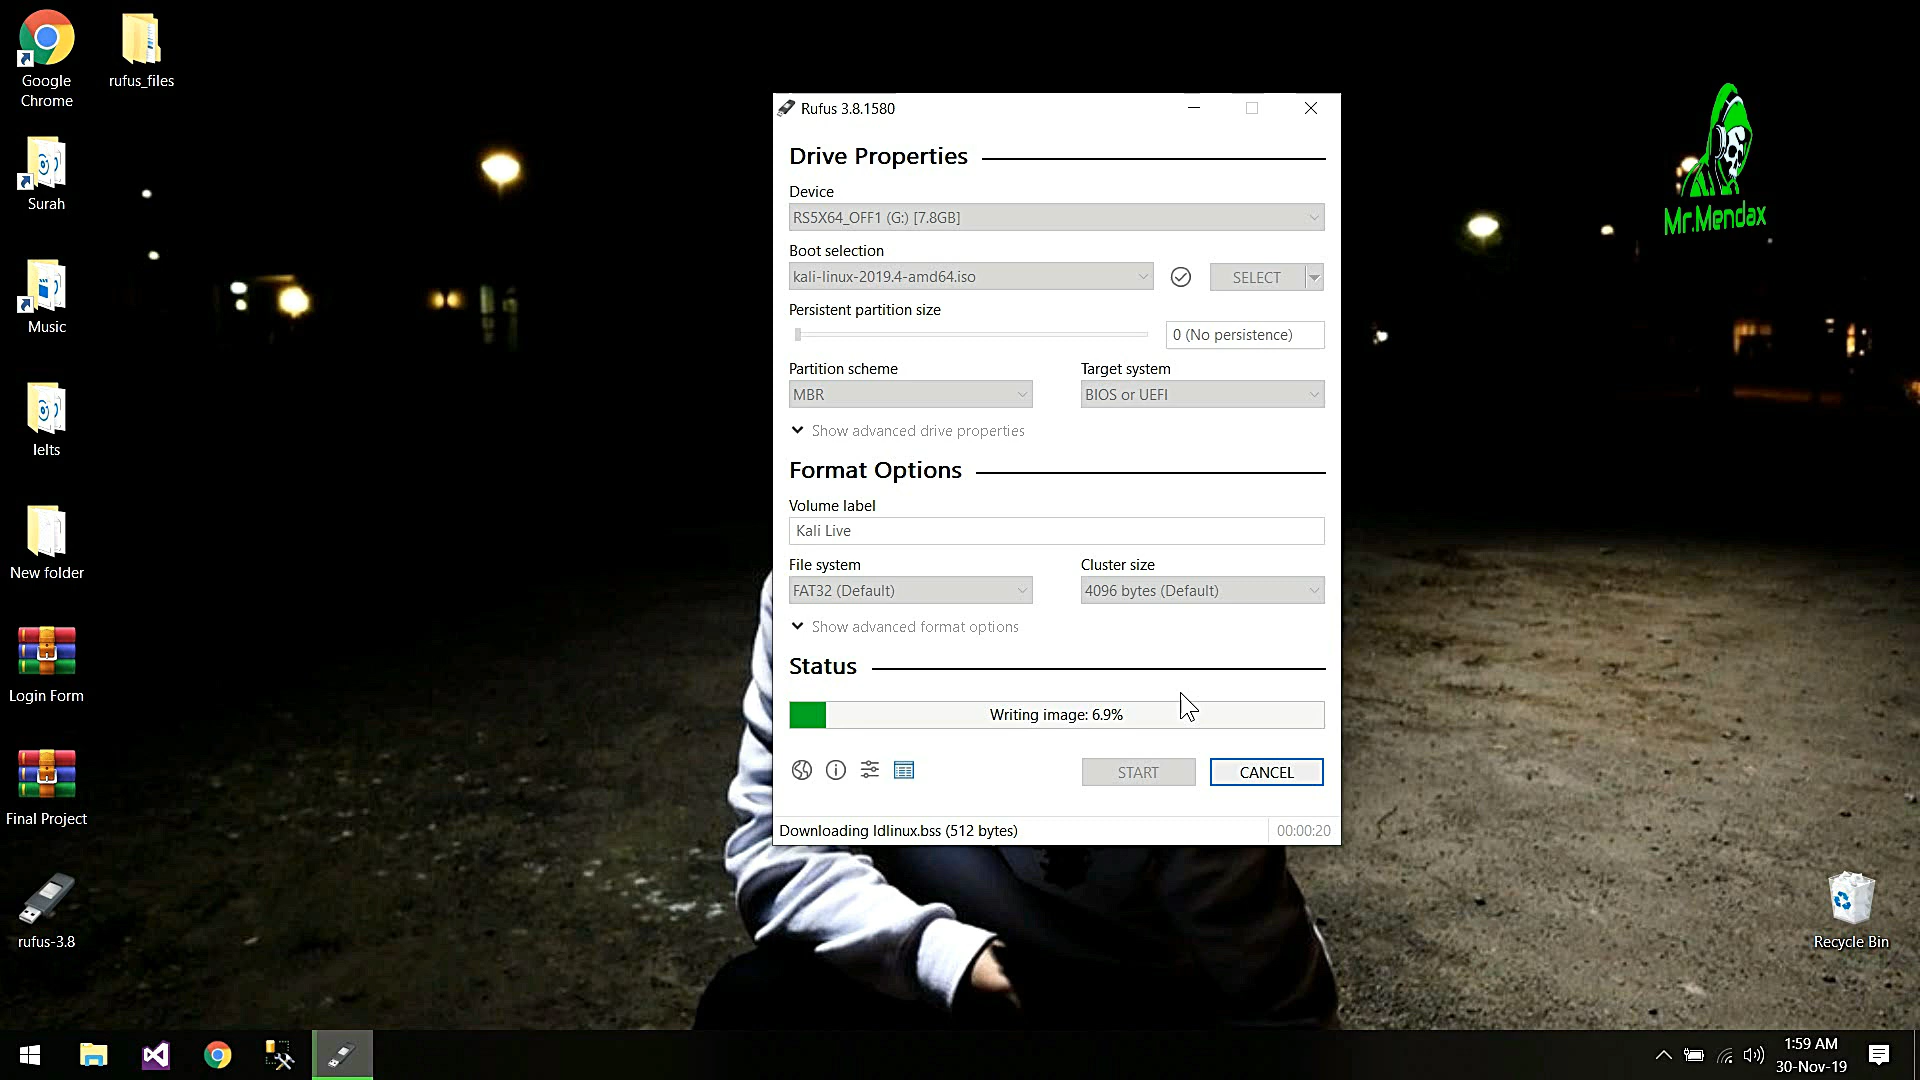 Google
Chrome
rufus_files
Surah
Music
Ielts
New folder
Login Form
Final Project
rufus-3.8
Rufus 3.8.1580
Drive Properties
Device
RS5X64_OFF1 (G:) [7.8GB]
Boot selection
kali-linux-2019.4-amd64.iso
SELECT
Persistent partition size
0 (No persistence)
Partition scheme
Target system
MBR
BIOS or UEFI
Show advanced drive properties
Format Options
Volume label
Kali Live
File system
Cluster size
FAT32 (Default)
4096 bytes (Default)
Show advanced format options
Status
Writing image: 6.9%
START
CANCEL
Downloading ldlinux.bss (512 bytes)
00:00:20
Mr.Mendax
Recycle Bin
1:59 AM
30-Nov-19